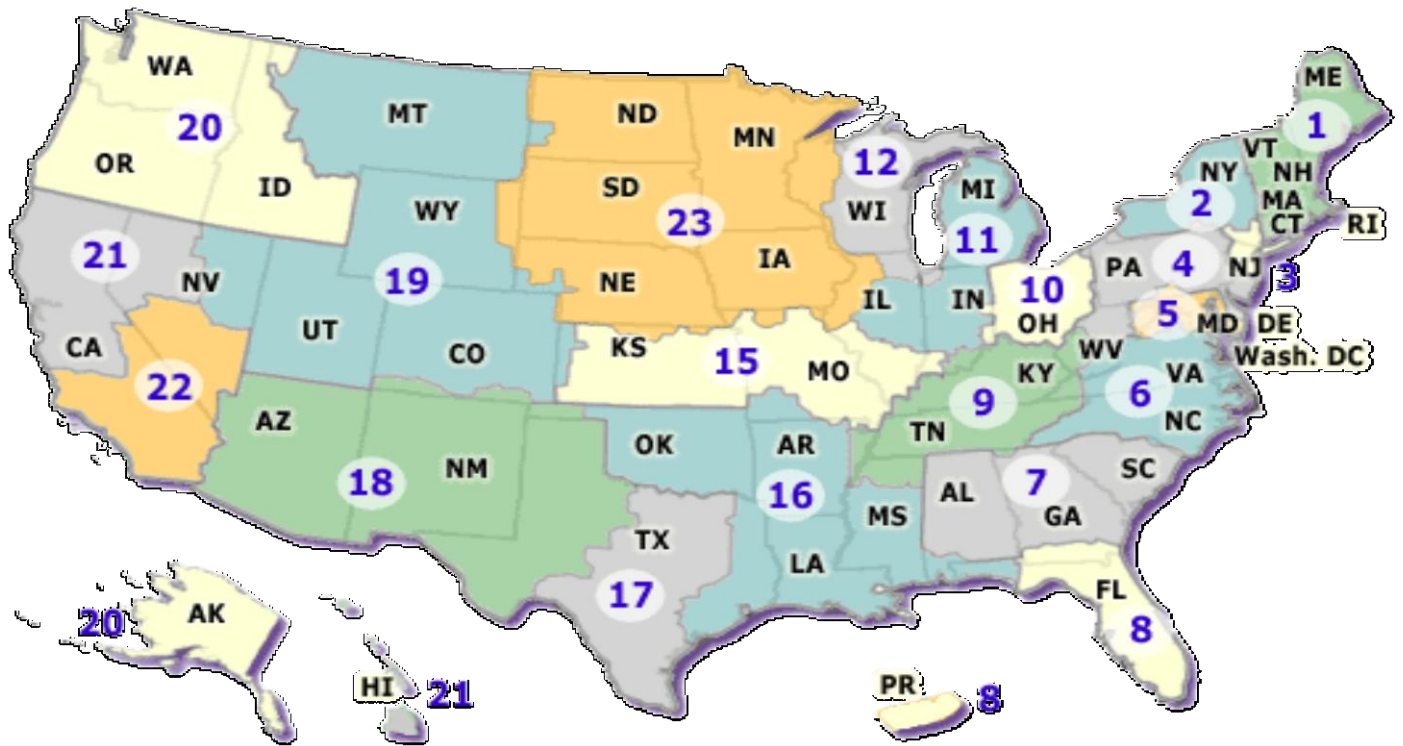 WA
20
OR
ID
MT
ND
MN
SD
23
WY
NE
IA
12
WI
MI
11
ME
1
VT
NY
NH
2
MA
CT
RI
21
NV
CA
19
UT
CO
22
IL
IN
10
OH
PA
4
NJ
3
5
MD
DE
Wash. DC
KS
15
MO
KY
9
TN
WV
VA
6
NC
AZ
18
NM
OK
AR
16
MS
LA
AL
7
GA
SC
TX
17
FL
8
20
AK
HI
21
PR
8